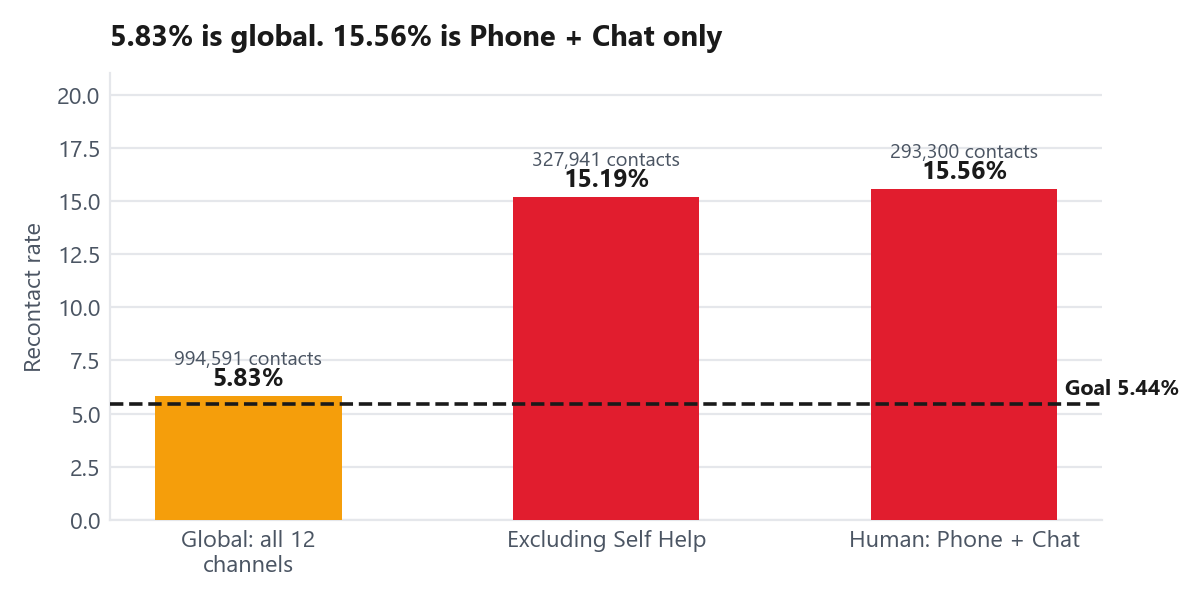 5.83% is global. 15.56% is Phone + Chat only
Recontact rate
20.0
17.5
15.0
12.5
10.0
7.5
5.0
2.5
0.0
994,591 contacts
5.83%
327,941 contacts
15.19%
293,300 contacts
15.56%
Goal 5.44%
Global: all 12
channels
Excluding Self Help
Human: Phone + Chat